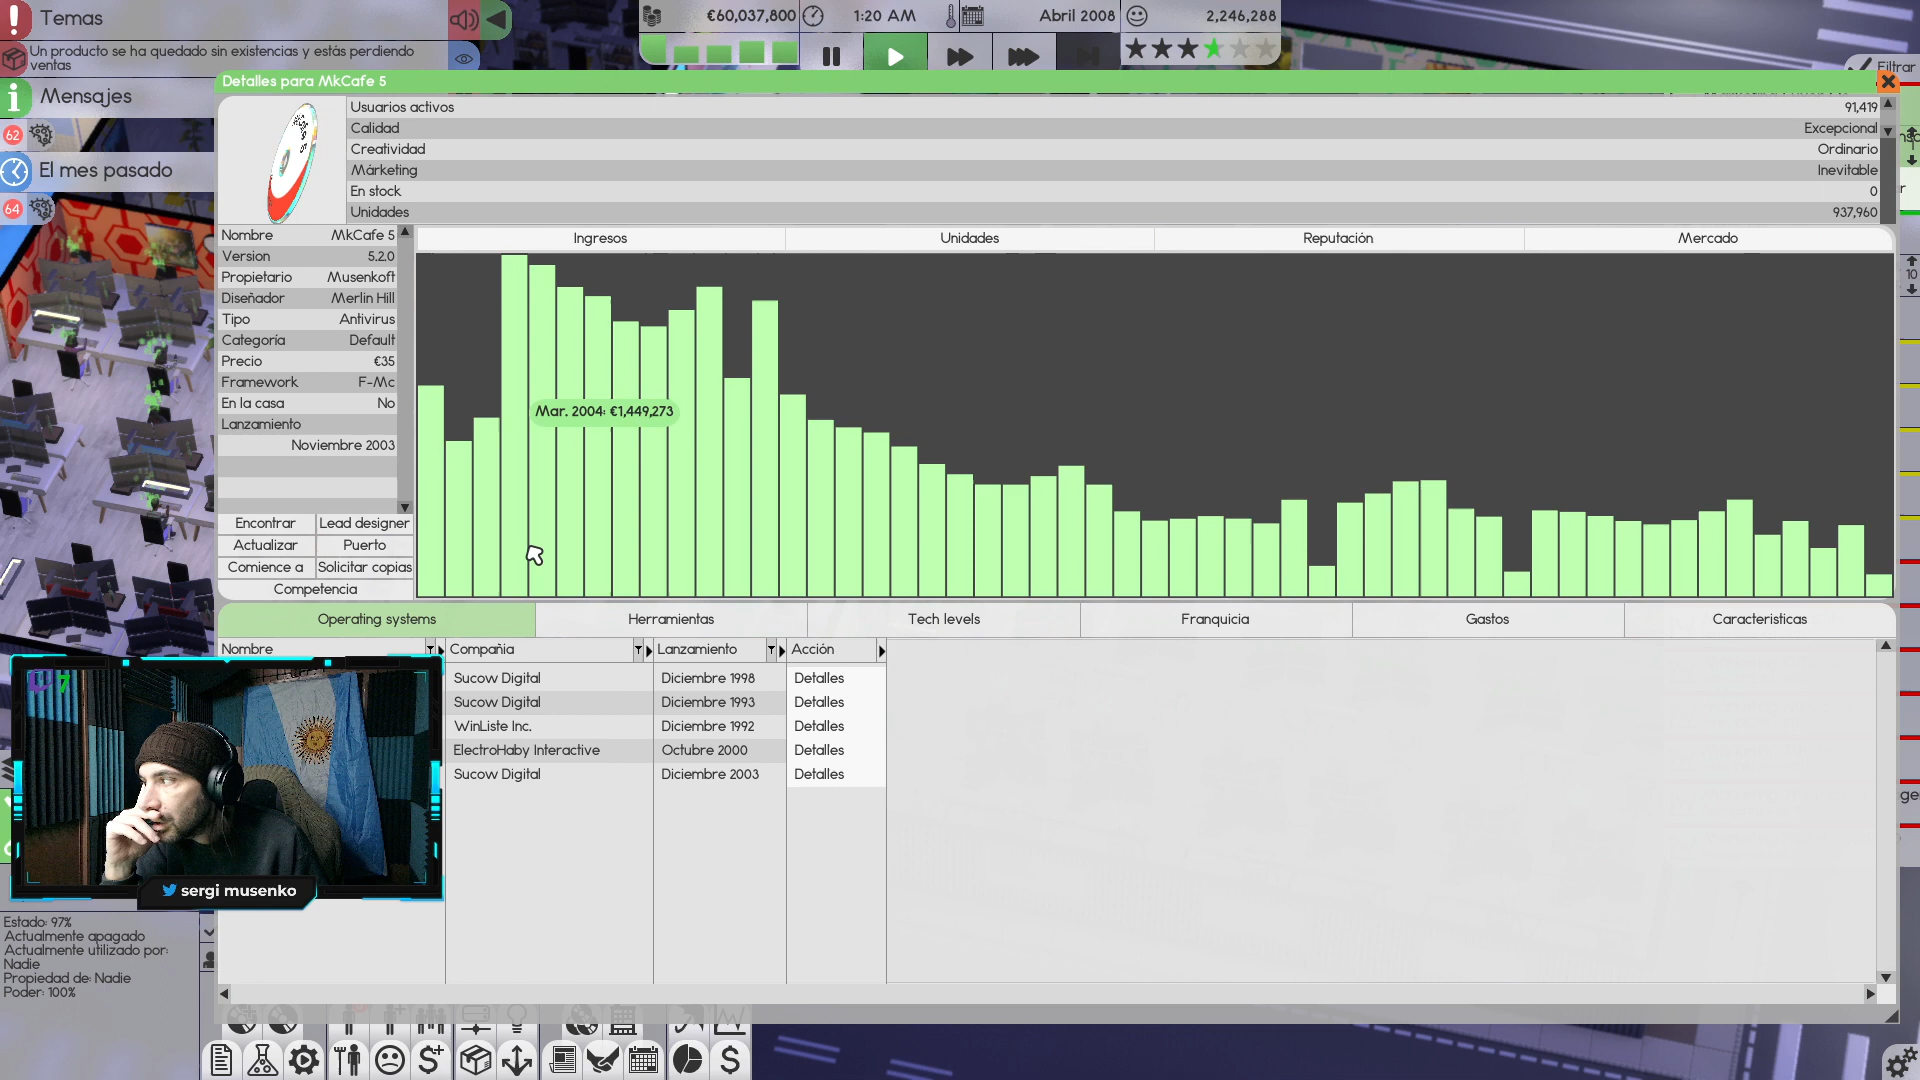 Temas
€60,037,800
1:20 AM
Abril 2008
2,246,288
Un producto se ha quedado sin existencias y estás perdiendo
ventas
Filtrar
Detalles para MkCafe 5
Mensajes
62
El mes pasado
64
Usuarios activos 91,419
Calidad Excepcional
Creatividad Ordinario
Márketing Inevitable
En stock 0
Unidades 937,960
Nombre MkCafe 5
Version 5.2.0
Propietario Musenkoft
Diseñador Merlin Hill
Tipo Antivirus
Categoría Default
Precio €35
Framework F-Mc
En la casa No
Lanzamiento
Noviembre 2003
Encontrar Lead designer
Actualizar Puerto
Comience a Solicitar copias
Competencia
Ingresos Unidades Reputación Mercado
10
Mar. 2004: €1,449,273
Operating systems Herramientas Tech levels Franquicia Gastos Caracteristicas
Nombre Compañia Lanzamiento Acción
Sucow Digital Diciembre 1998 Detalles
Sucow Digital Diciembre 1993 Detalles
WinListe Inc. Diciembre 1992 Detalles
ElectroHaby Interactive Octubre 2000 Detalles
Sucow Digital Diciembre 2003 Detalles
7
sergi musenko
Estado: 97%
Actualmente apagado
Actualmente utilizado por:
Nadie
Propiedad de: Nadie
Poder: 100%